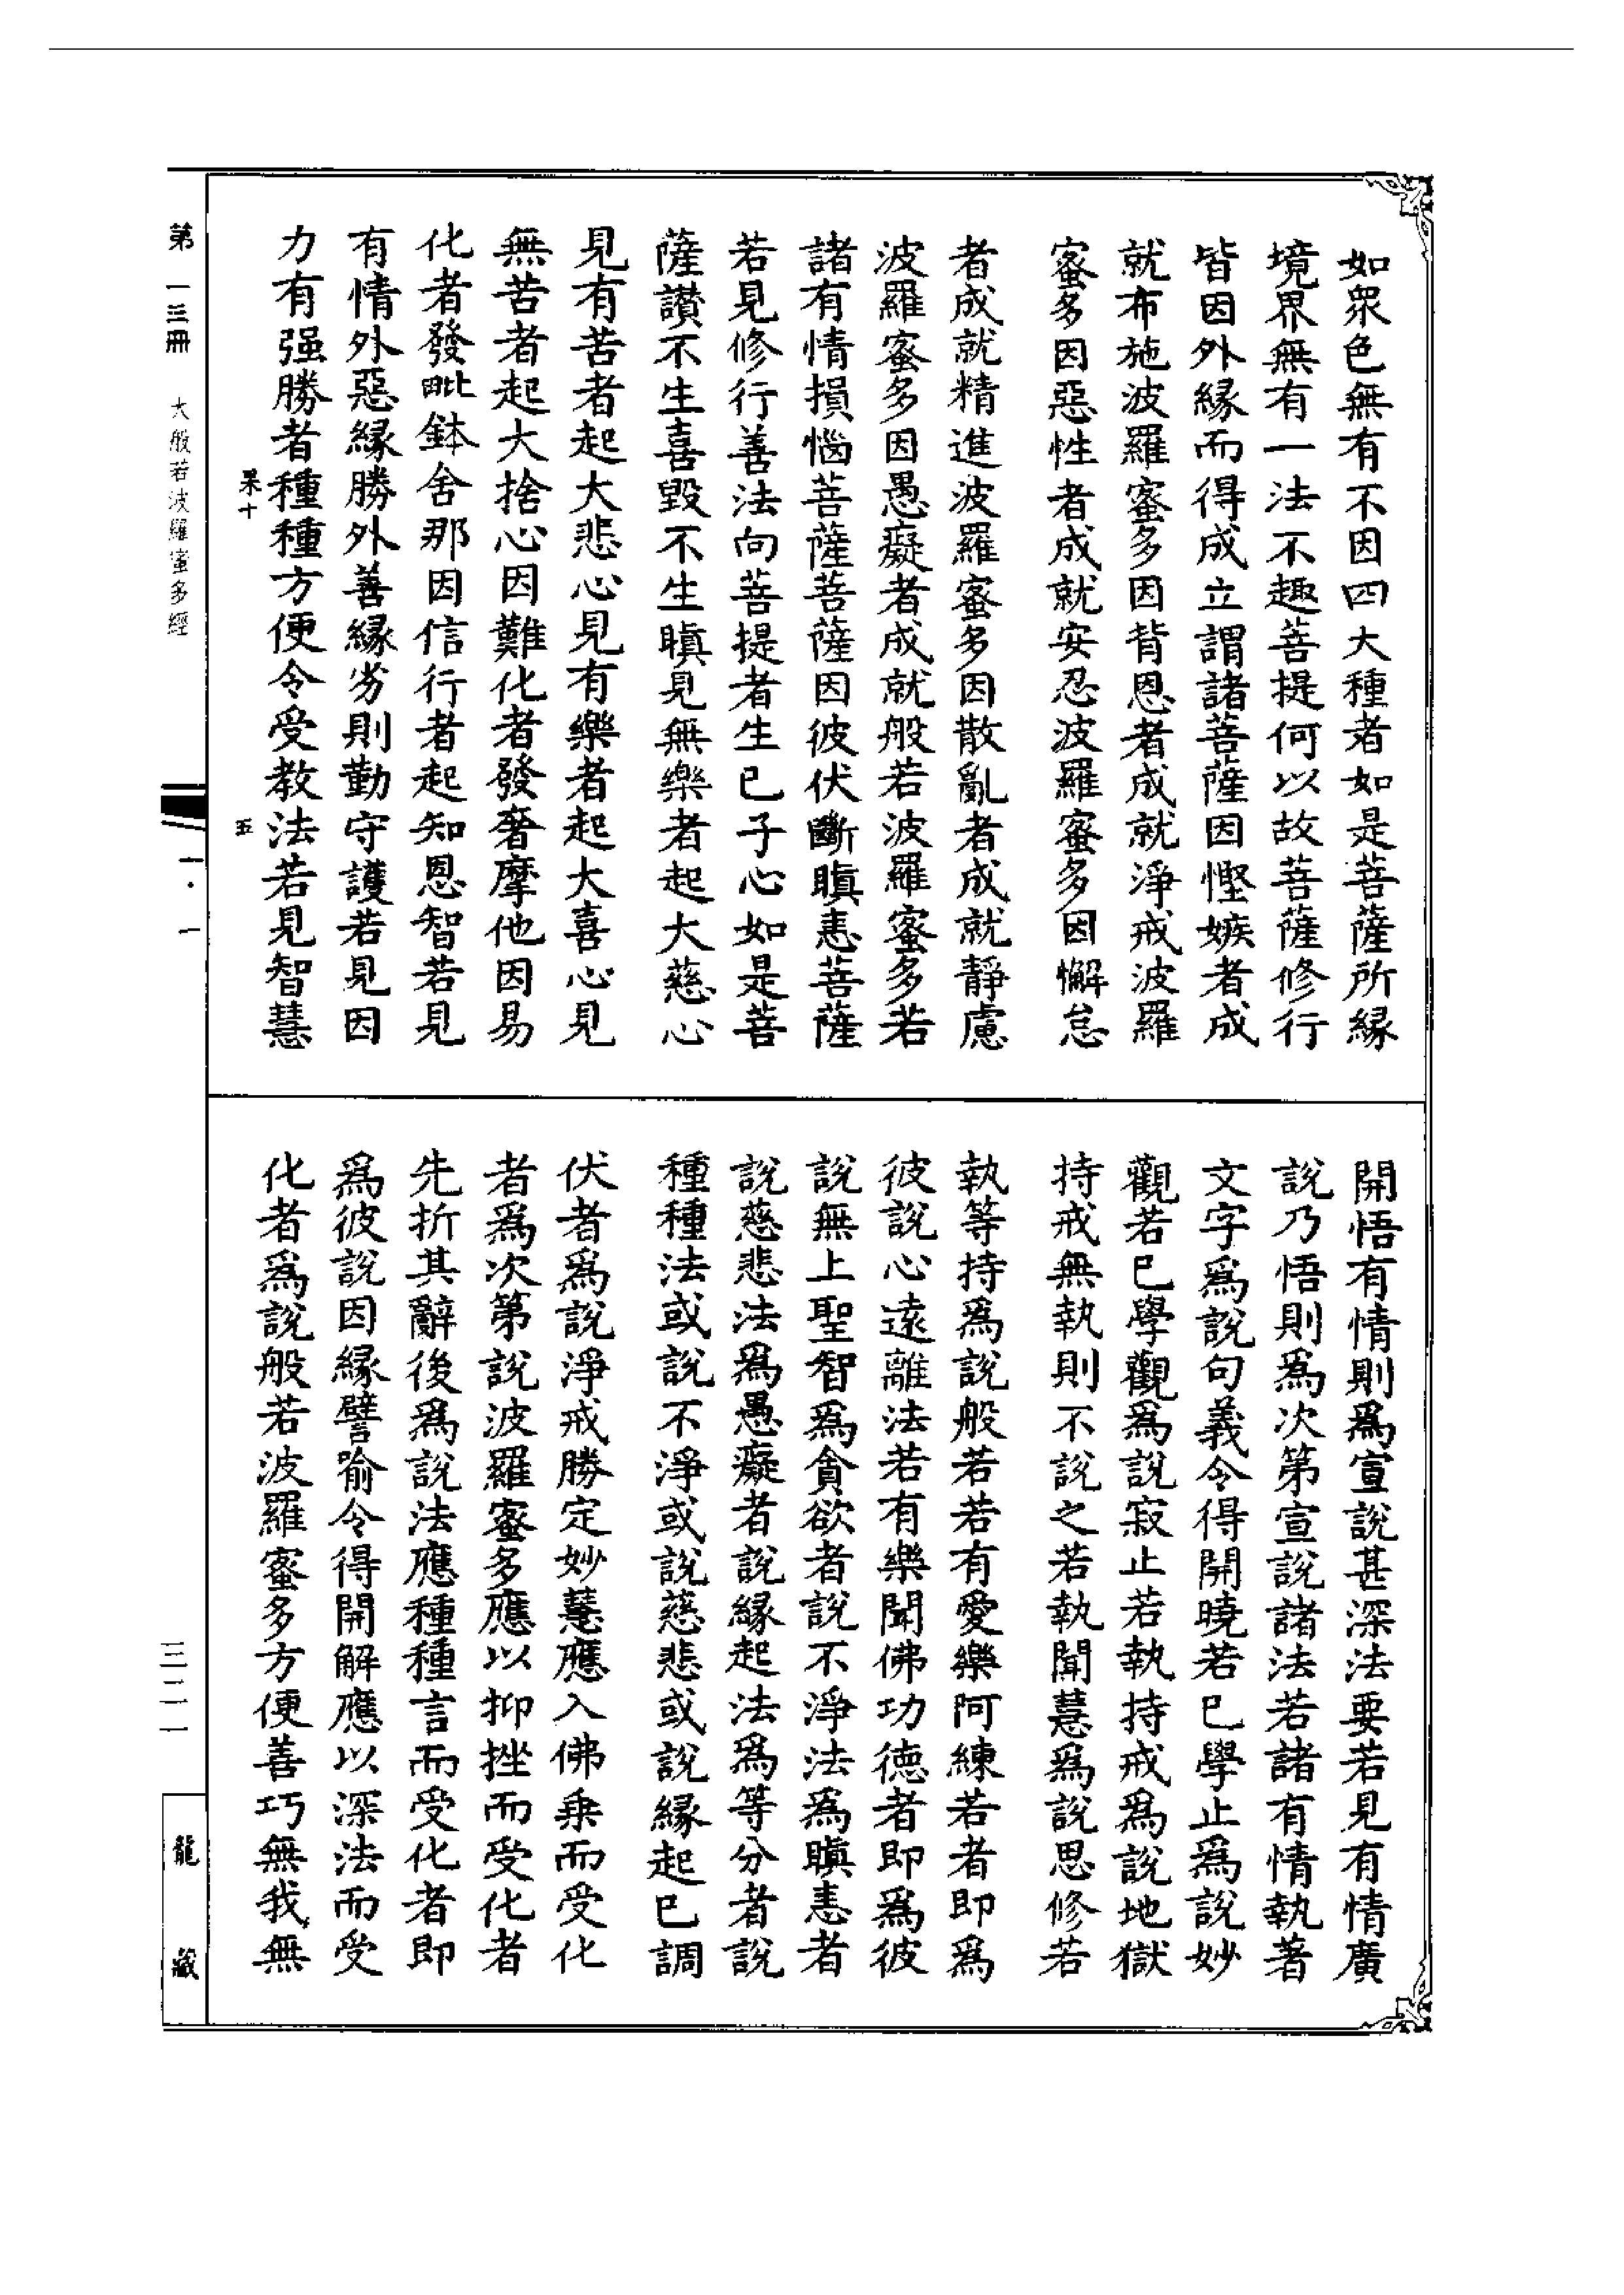 如眾色無有不因四大種者如是菩薩所緣
境界無有一法不趣菩提何以故菩薩修行
皆因外緣而得成立謂諸菩薩因慳嫉者成
就布施波羅蜜多因背恩者成就淨戒波羅
蜜多因惡性者成就安忍波羅蜜多因懈怠
者成就精進波羅蜜多因散亂者成就靜慮
波羅蜜多因愚癡者成就般若波羅蜜多若
諸有情損惱菩薩菩薩因彼伏斷瞋恚菩薩
若見修行善法向菩提者生已子心如是菩
薩讚不生喜毀不生瞋見無樂者起大慈心
見有苦者起大悲心見有樂者起大喜心見
無苦者起大捨心因難化者發奢摩他因易
化者發毗鉢舍那因信行者起知恩智若見
有情外惡緣勝外善緣劣則勤守護若見因
力有强勝者種種方便令受教法若見智慧
開悟有情則爲宣說甚深法要若見有情廣
說乃悟則爲次第宣說諸法若諸有情執著
文字爲說句義令得開曉若已學止爲說妙
觀若已學觀爲說寂止若執持戒爲說地獄
持戒無執則不說之若執聞慧爲說思修若
執等持爲說般若若有愛樂阿練若者即爲
彼說心遠離法若有樂聞佛功德者即爲彼
說無上聖智爲貪欲者說不淨法爲瞋恚者
說慈悲法爲愚癡者說緣起法爲等分者說
種種法或說不淨或說慈悲或說緣起已調
伏者爲說淨戒勝定妙慧應入佛乘而受化
者爲次第說波羅蜜多應以抑挫而受化者
先折其辭後爲說法應種種言而受化者即
爲彼說因緣譬喻令得開解應以深法而受
化者爲說般若波羅蜜多方便善巧無我無
果十
五
第一三冊
大般若波羅蜜多經
一·一
三二一
龍藏